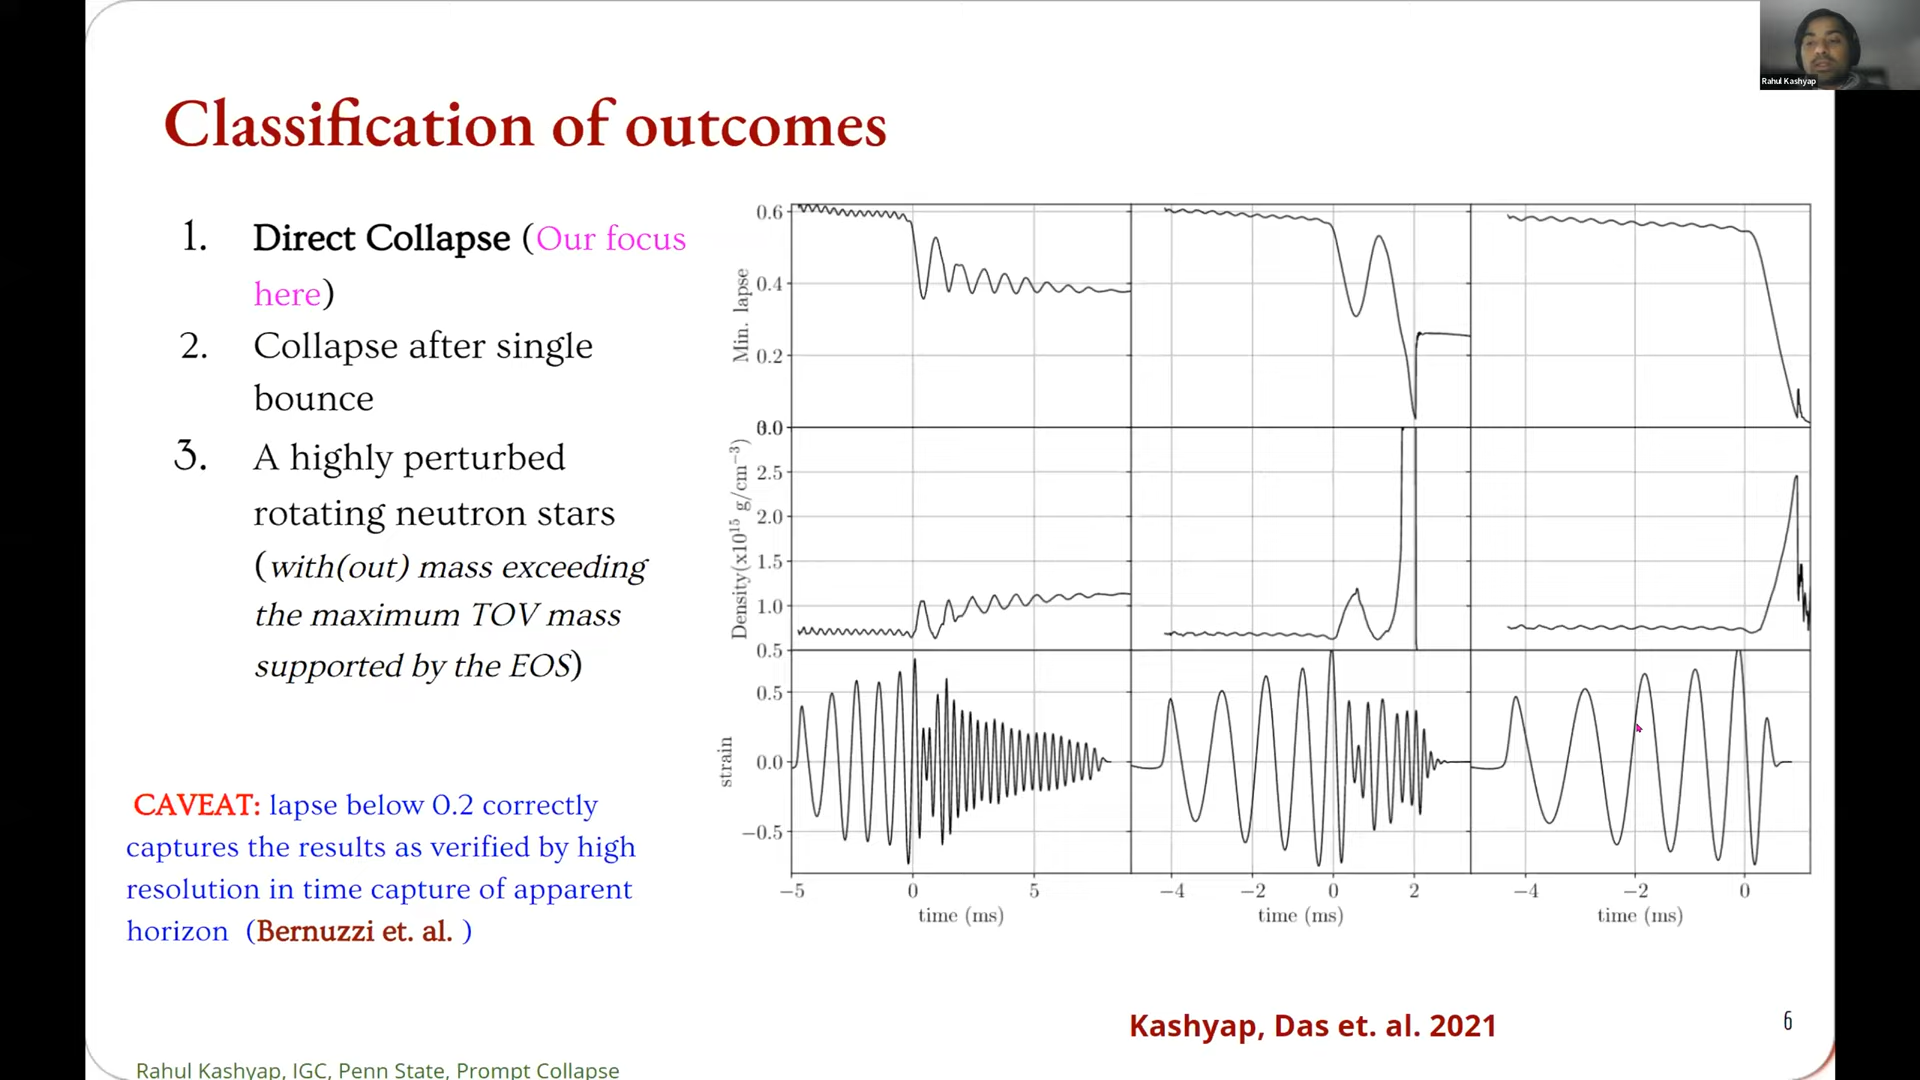 Rahul Kashyap
Classification of outcomes
1. Direct Collapse (Our focus
here)
2. Collapse after single
bounce
3. A highly perturbed
rotating neutron stars
(with(out) mass exceeding
the maximum TOV mass
supported by the EOS)
CAVEAT: lapse below 0.2 correctly
captures the results as verified by high
resolution in time capture of apparent
horizon (Bernuzzi et. al. )
Min. lapse
0.6
0.4
0.2
Density(x10¹⁵ g/cm⁻³)
2.5
2.0
1.5
1.0
0.5
strain
0.5
0.0
−0.5
−5 0 5 −4 −2 0 2 −4 −2 0
time (ms) time (ms) time (ms)
Kashyap, Das et. al. 2021
6
Rahul Kashyap, IGC, Penn State, Prompt Collapse